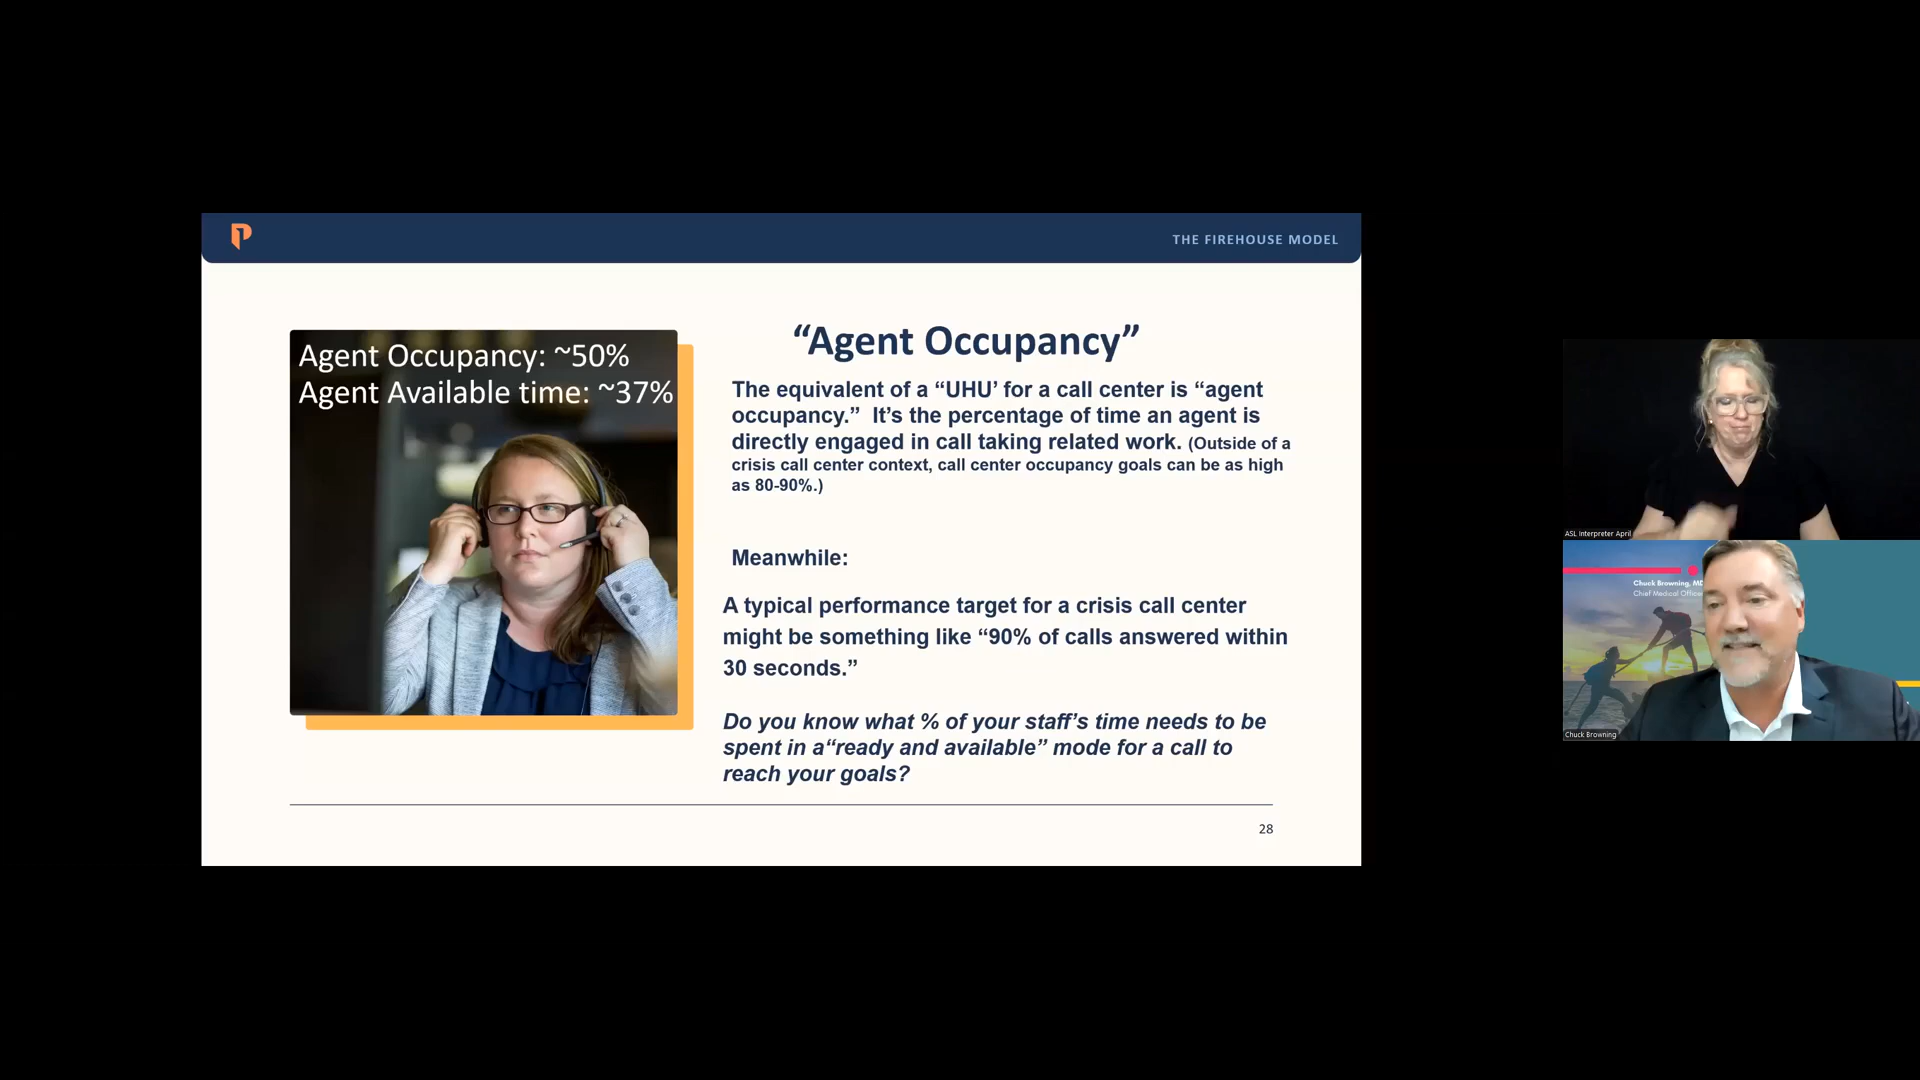 THE FIREHOUSE MODEL
Agent Occupancy: ~50%
Agent Available time: ~37%
“Agent Occupancy”
The equivalent of a “UHU’ for a call center is “agent
occupancy.”  It’s the percentage of time an agent is
directly engaged in call taking related work. (Outside of a
crisis call center context, call center occupancy goals can be as high
as 80-90%.)
Meanwhile:
A typical performance target for a crisis call center
might be something like “90% of calls answered within
30 seconds.”
Do you know what % of your staff’s time needs to be
spent in a“ready and available” mode for a call to
reach your goals?
28
ASL Interpreter April
Chuck Browning, MD
Chief Medical
Chuck Browning